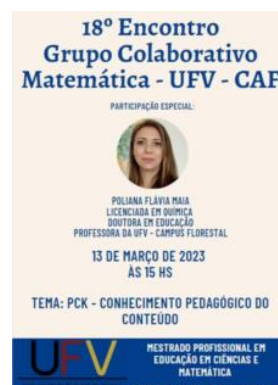 18º Encontro
Grupo Colaborativo
Matemática - UFV - CAF
PARTICIPAÇÃO ESPECIAL:
POLIANA FLÁVIA MAIA
LICENCIADA EM QUÍMICA
DOUTORA EM EDUCAÇÃO
PROFESSORA DA UFV - CAMPUS FLORESTAL
13 DE MARÇO DE 2023
ÀS 15 HS
TEMA: PCK - CONHECIMENTO PEDAGÓGICO DO
CONTEÚDO
UFV
MESTRADO PROFISSIONAL EM
EDUCAÇÃO EM CIÊNCIAS E
MATEMÁTICA